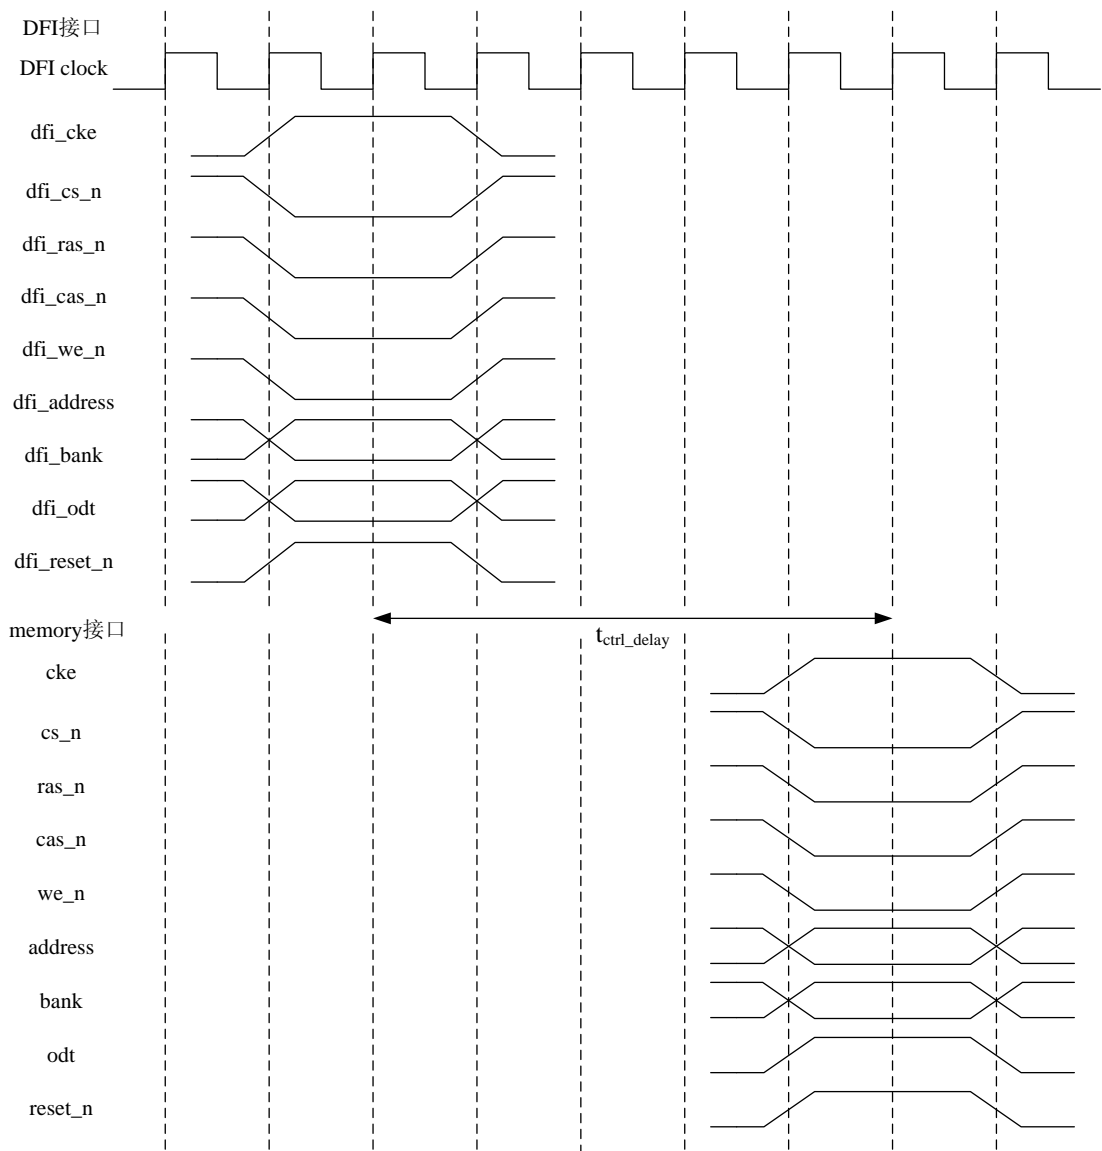 DFI接口
DFI clock
dfi_cke
dfi_cs_n
dfi_ras_n
dfi_cas_n
dfi_we_n
dfi_address
dfi_bank
dfi_odt
dfi_reset_n
memory接口
tctrl_delay
cke
cs_n
ras_n
cas_n
we_n
address
bank
odt
reset_n